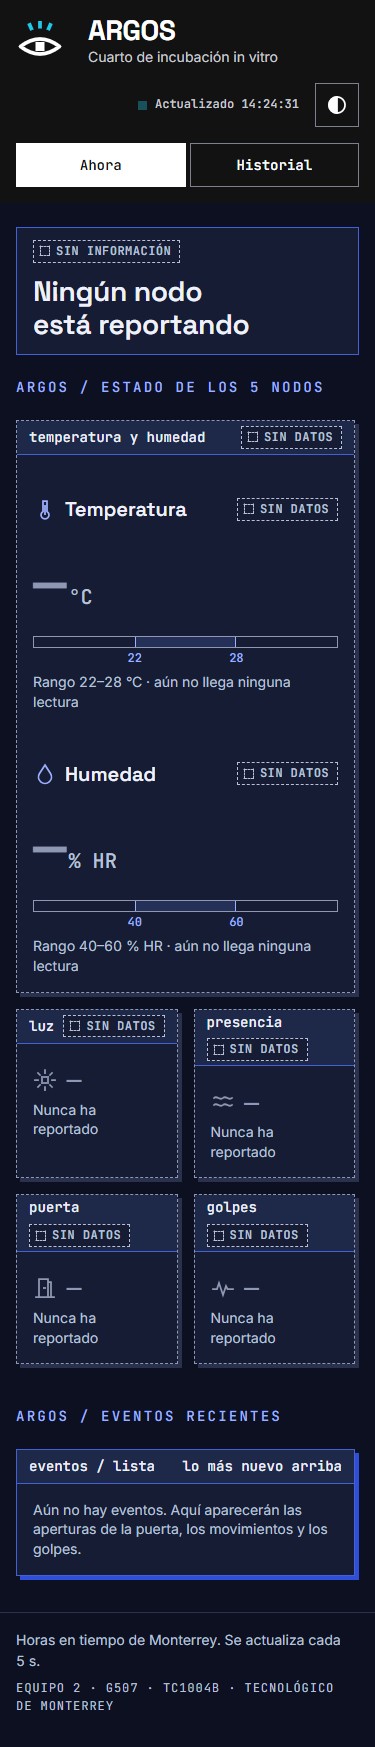 ARGOS
Cuarto de incubación in vitro
Actualizado 14:24:31
Ahora
Historial
SIN INFORMACIÓN
Ningún nodo
está reportando
ARGOS / ESTADO DE LOS 5 NODOS
temperatura y humedad
SIN DATOS
Temperatura
SIN DATOS
— °C
22 28
Rango 22–28 °C · aún no llega ninguna
lectura
Humedad
SIN DATOS
— % HR
40 60
Rango 40–60 % HR · aún no llega ninguna
lectura
luz
SIN DATOS
—
Nunca ha
reportado
presencia
SIN DATOS
—
Nunca ha
reportado
puerta
SIN DATOS
—
Nunca ha
reportado
golpes
SIN DATOS
—
Nunca ha
reportado
ARGOS / EVENTOS RECIENTES
eventos / lista
lo más nuevo arriba
Aún no hay eventos. Aquí aparecerán las
aperturas de la puerta, los movimientos y los
golpes.
Horas en tiempo de Monterrey. Se actualiza cada
5 s.
EQUIPO 2 · G507 · TC1004B · TECNOLÓGICO
DE MONTERREY